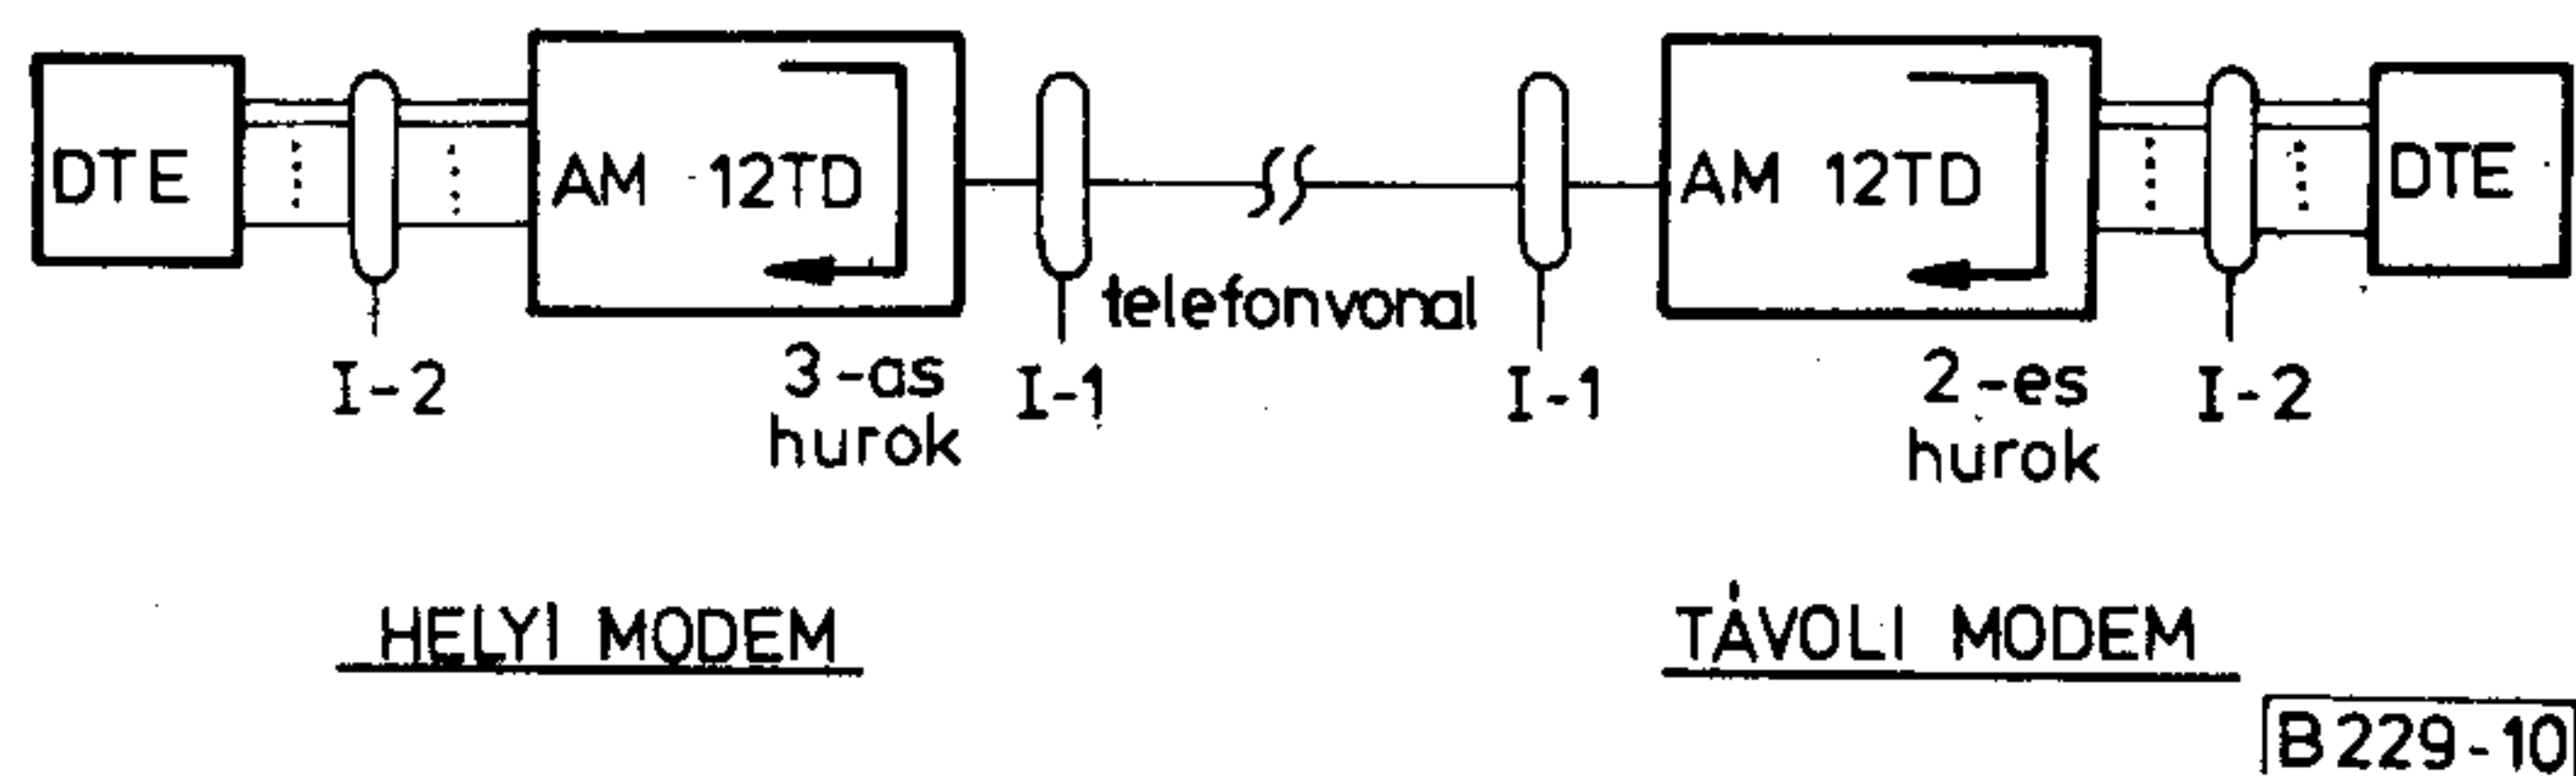 DTE
AM 12TD
AM 12TD
DTE
telefonvonal
I-2
3-as
hurok
I-1
I-1
2-es
hurok
I-2
HELYI MODEM
TÁVOLI MODEM
B229-10